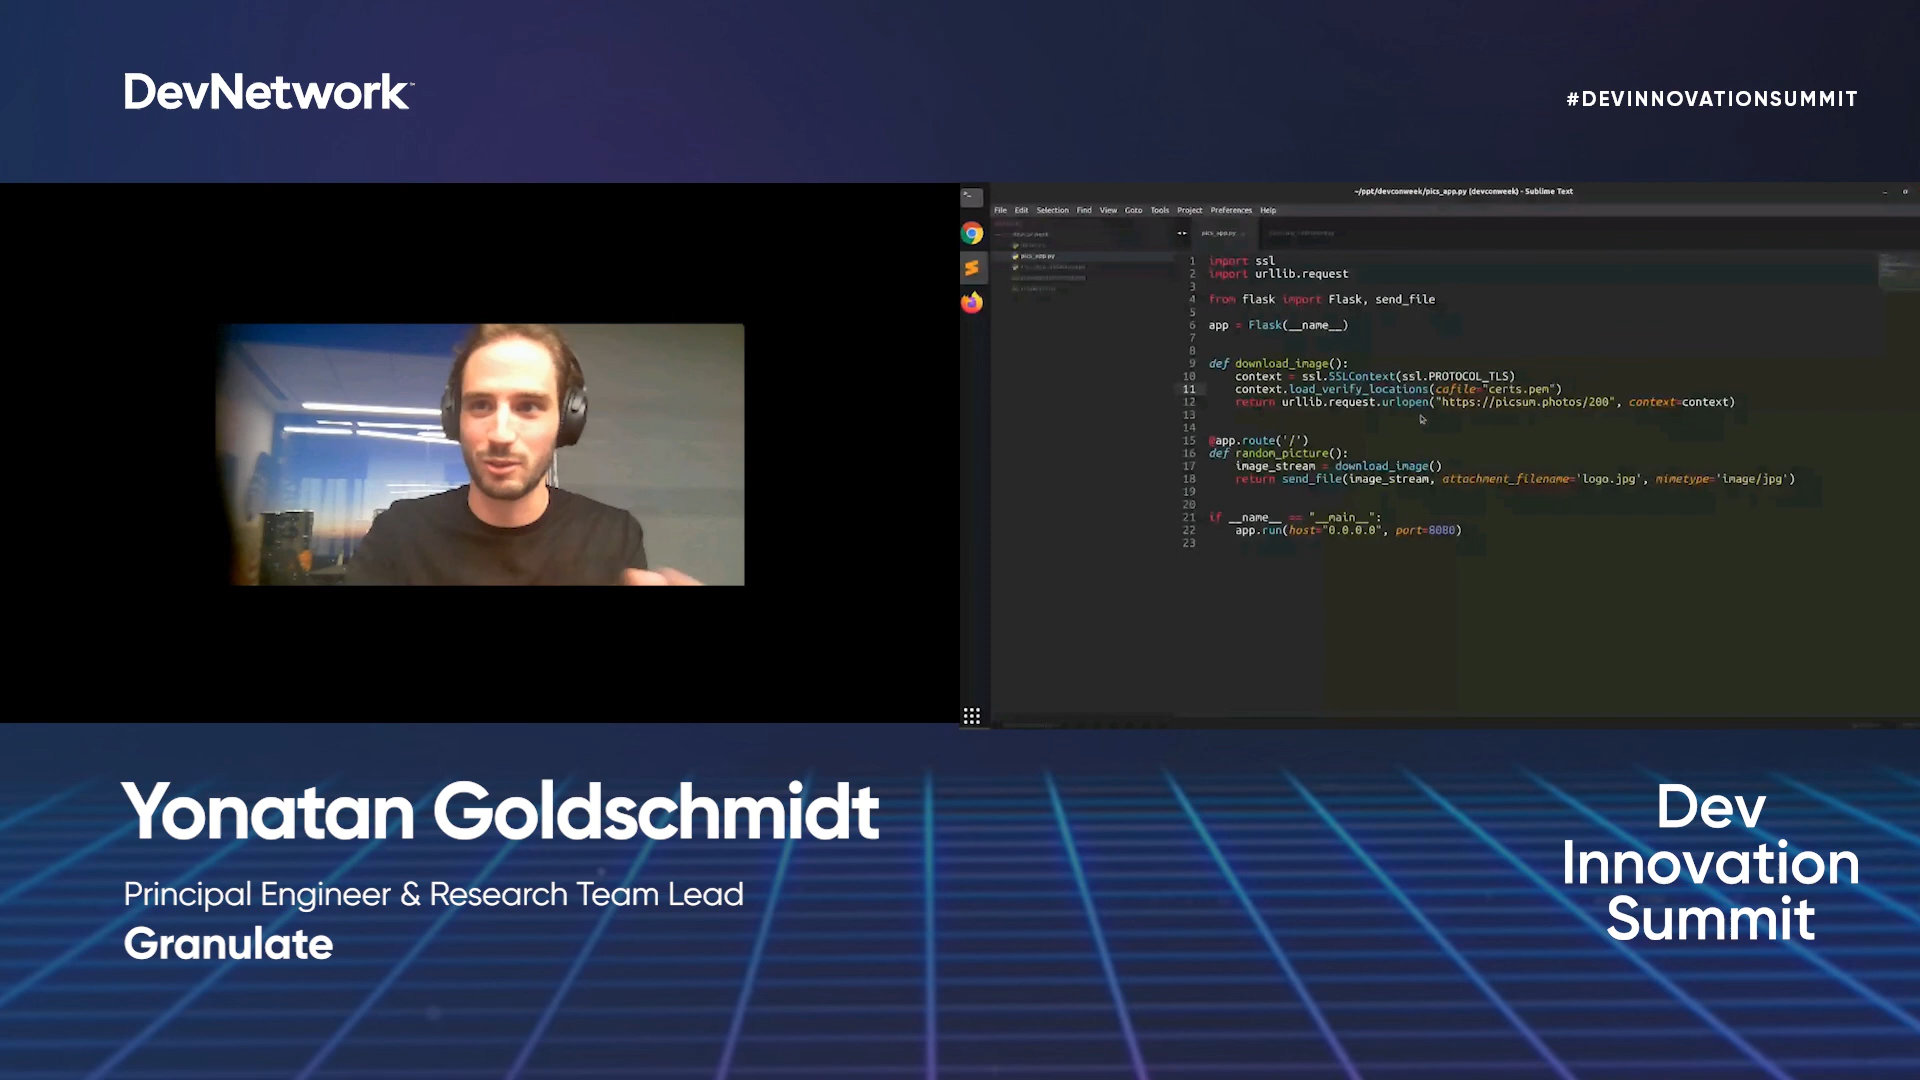 DevNetwork™
#DEVINNOVATIONSUMMIT
~/ppt/devconweek/pics_app.py (devconweek) - Sublime Text
File Edit Selection Find View Goto Tools Project Preferences Help
pics_app.py
pics_app.py
1 import ssl
2 import urllib.request
3
4 from flask import Flask, send_file
5
6 app = Flask(__name__)
7
8
9 def download_image():
10 context = ssl.SSLContext(ssl.PROTOCOL_TLS)
11 context.load_verify_locations(cafile="certs.pem")
12 return urllib.request.urlopen("https://picsum.photos/200", context=context)
13
14
15 @app.route('/')
16 def random_picture():
17 image_stream = download_image()
18 return send_file(image_stream, attachment_filename='logo.jpg', mimetype='image/jpg')
19
20
21 if __name__ == "__main__":
22 app.run(host="0.0.0.0", port=8080)
23
Yonatan Goldschmidt
Principal Engineer & Research Team Lead
Granulate
Dev
Innovation
Summit